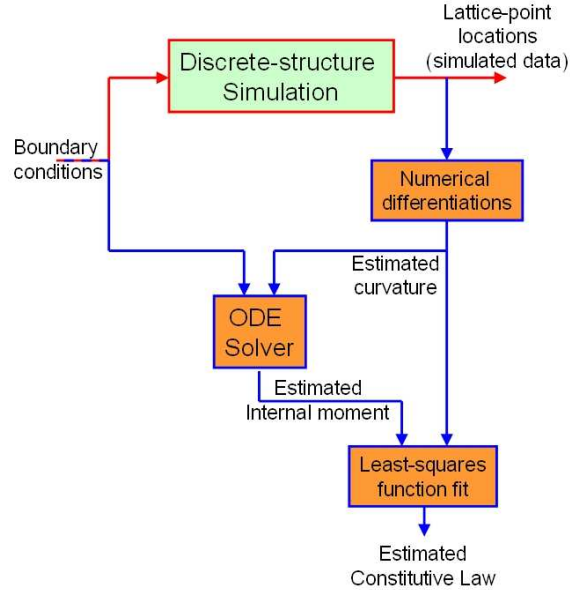 Lattice-point
locations
(simulated data)
Discrete-structure
Simulation
Boundary
conditions
Numerical
differentiations
Estimated
curvature
ODE
Solver
Estimated
Internal moment
Least-squares
function fit
Estimated
Constitutive Law